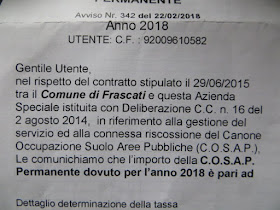 PERMANENTE
Avviso Nr. 342 del 22/02/2018
Anno 2018
UTENTE: C.F. : 92009610582
Gentile Utente,
nel rispetto del contratto stipulato il 29/06/2015
tra il Comune di Frascati e questa Azienda
Speciale istituita con Deliberazione C.C. n. 16 del
2 agosto 2014, in riferimento alla gestione del
servizio ed alla connessa riscossione del Canone
Occupazione Suolo Aree Pubbliche (C.O.S.A.P.).
Le comunichiamo che l'importo della C.O.S.A.P.
Permanente dovuto per l'anno 2018 è pari ad
Dettaglio determinazione della tassa